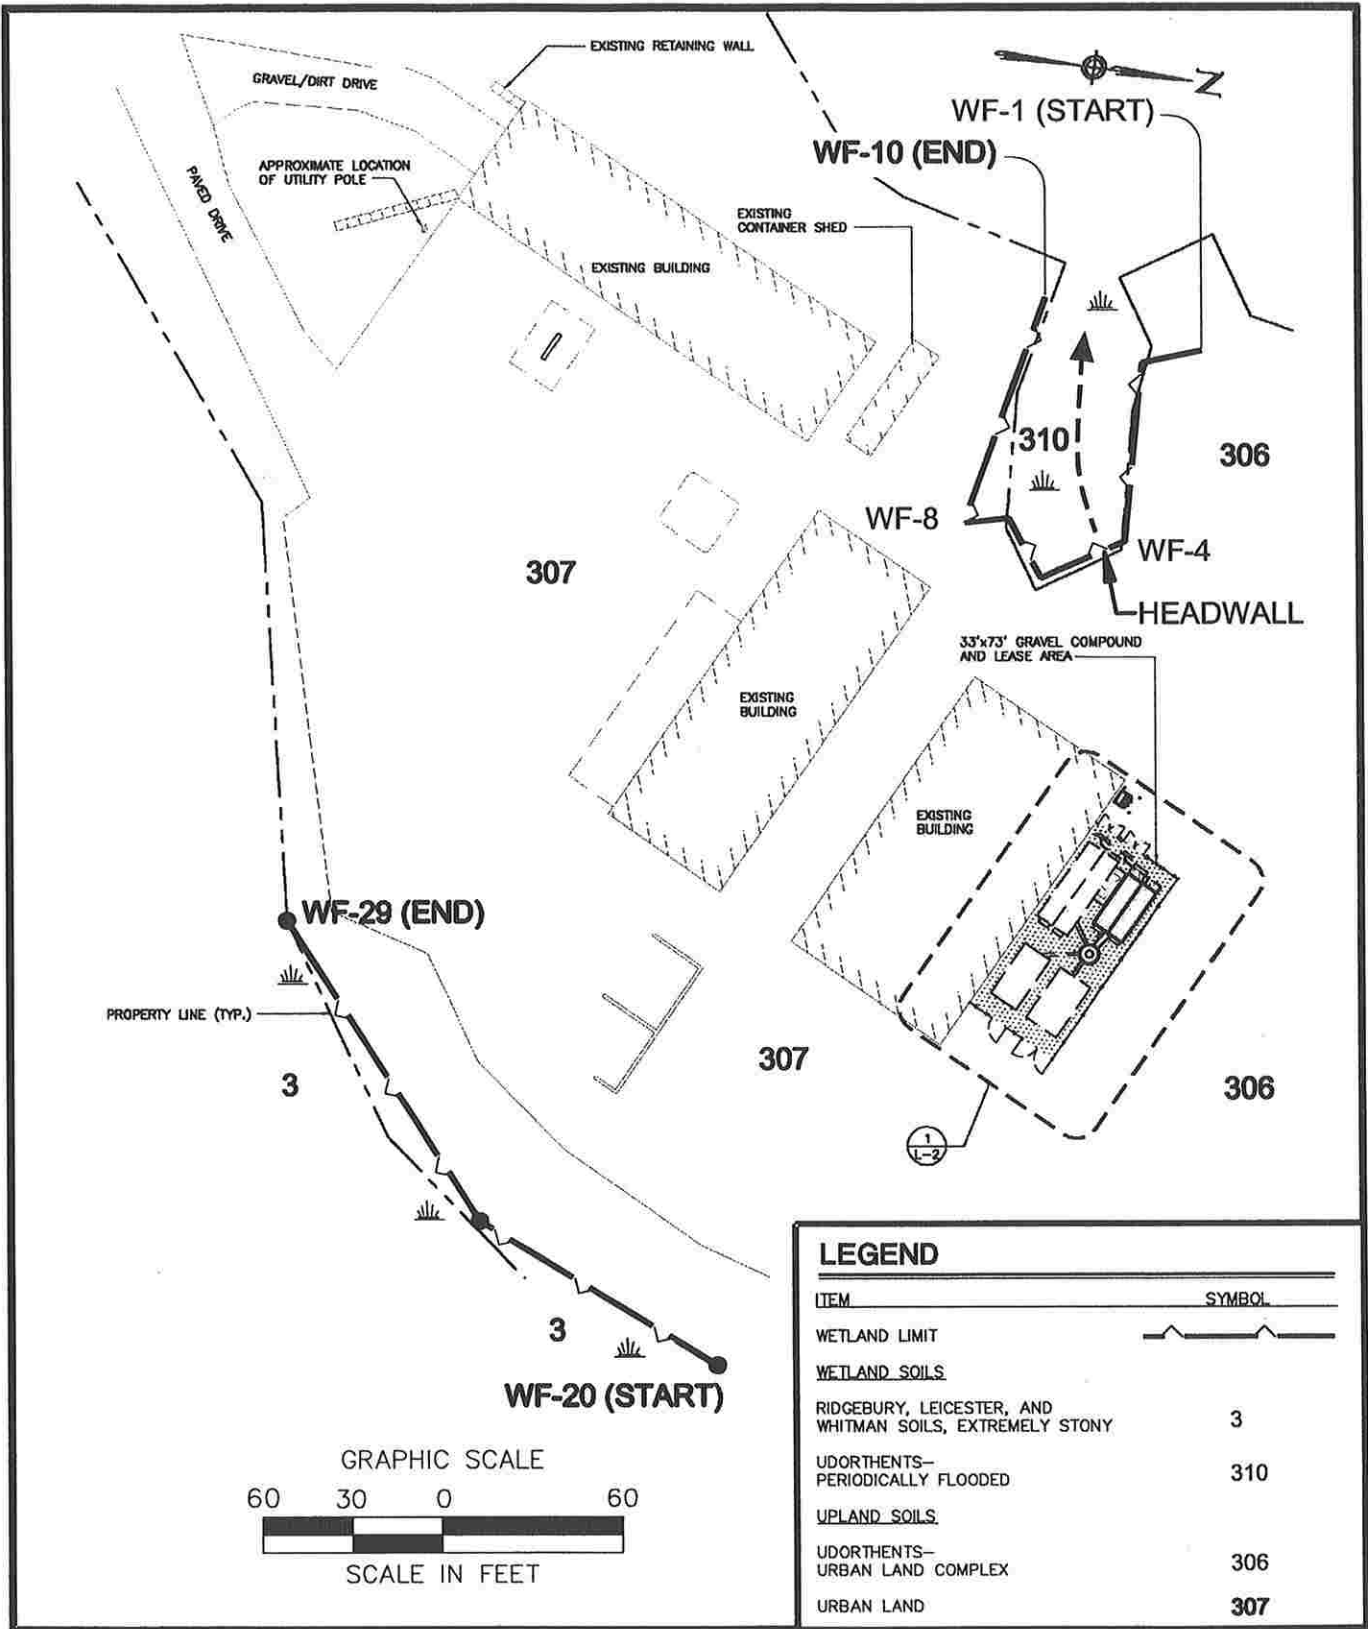 EXISTING RETAINING WALL
GRAVEL/DIRT DRIVE
N
WF-1 (START)
WF-10 (END)
APPROXIMATE LOCATION
OF UTILITY POLE
PAVED DRIVE
EXISTING
CONTAINER SHED
EXISTING BUILDING
310
306
WF-8
WF-4
307
HEADWALL
33'x73' GRAVEL COMPOUND
AND LEASE AREA
EXISTING
BUILDING
EXISTING
BUILDING
WF-29 (END)
PROPERTY LINE (TYP.)
307
3
306
1
L-2
3
WF-20 (START)
GRAPHIC SCALE
60 30 0 60
SCALE IN FEET
LEGEND
ITEM SYMBOL
WETLAND LIMIT
WETLAND SOILS
RIDGEBURY, LEICESTER, AND
WHITMAN SOILS, EXTREMELY STONY 3
UDORTHENTS—
PERIODICALLY FLOODED 310
UPLAND SOILS
UDORTHENTS—
URBAN LAND COMPLEX 306
URBAN LAND 307